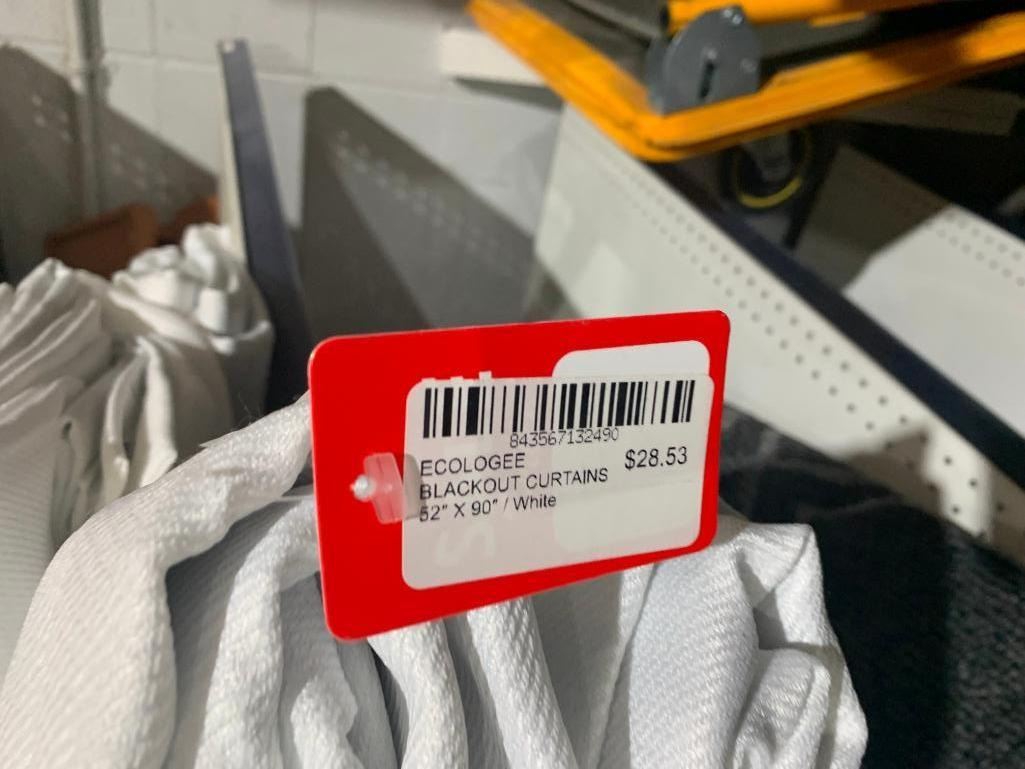 843567132490
ECOLOGEE
$28.53
BLACKOUT CURTAINS
52" X 90" / White